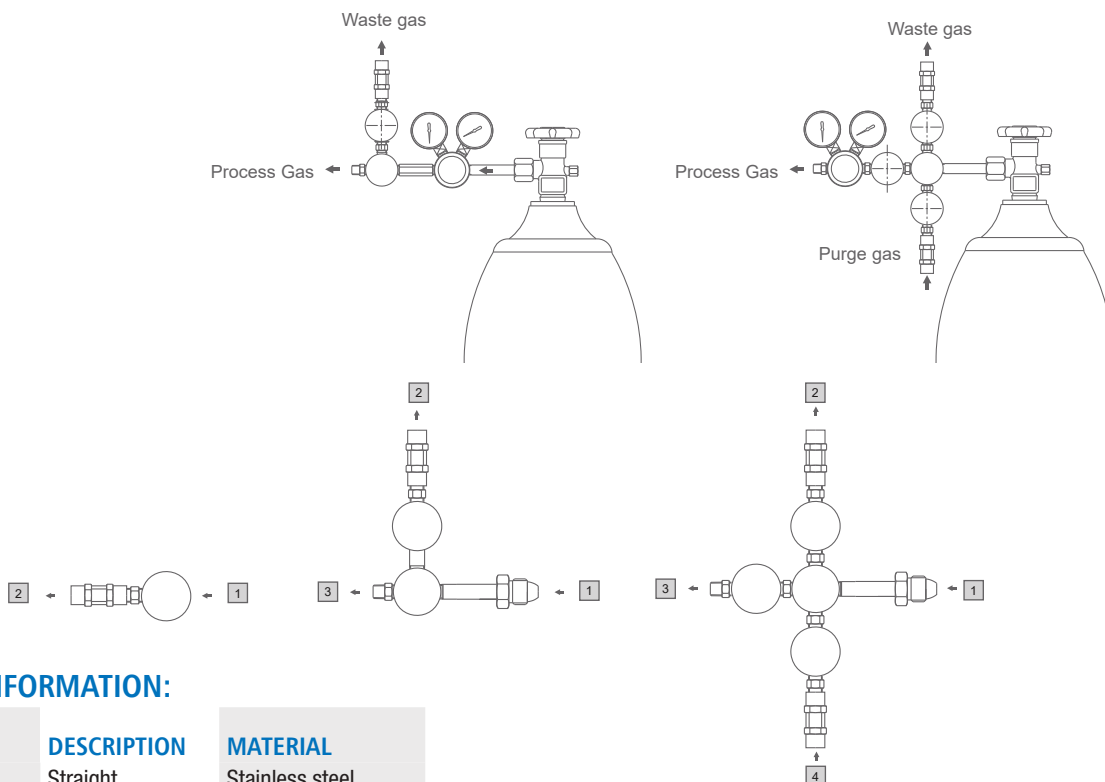 Waste gas
Waste gas
Process Gas
Process Gas
Purge gas
2
2
2
1
3
1
3
1
4
DESCRIPTION
MATERIAL
Straight
Stainless steel